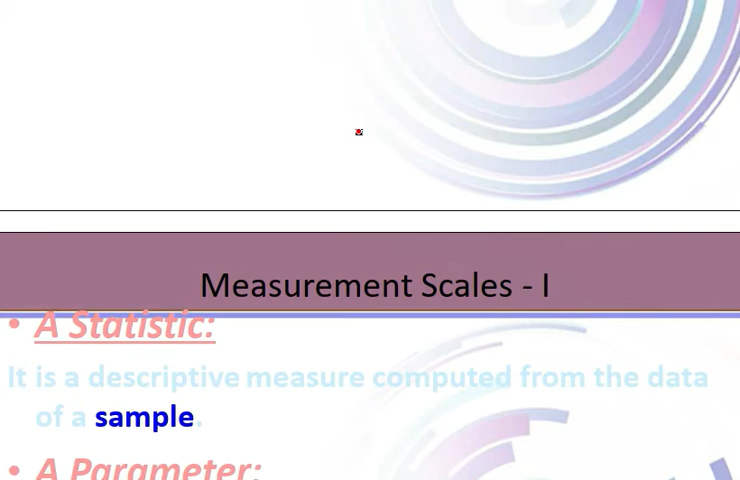 Measurement Scales - I
• A Statistic:
It is a descriptive measure computed from the data
of a sample.
• A Parameter: